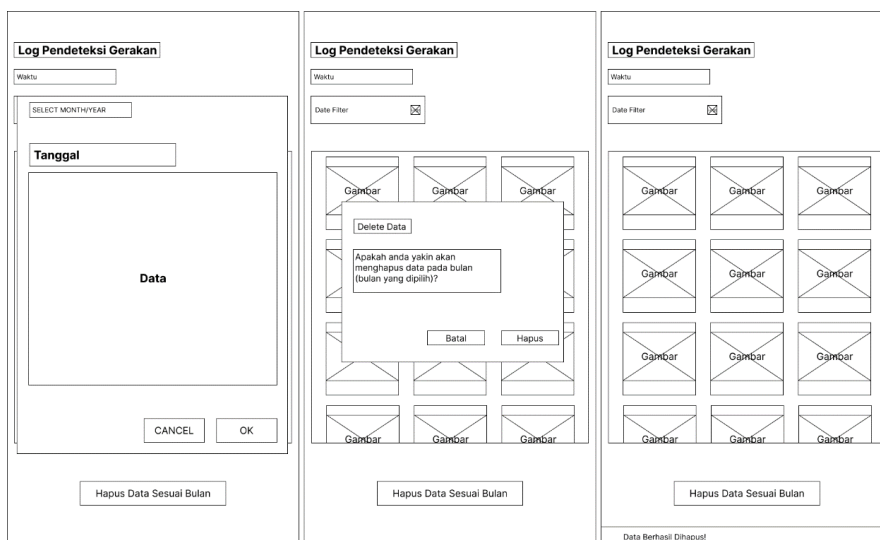 Log Pendeteksi Gerakan
Waktu
SELECT MONTH/YEAR
Tanggal
Data
CANCEL
OK
Hapus Data Sesuai Bulan
Log Pendeteksi Gerakan
Waktu
Date Filter
Gambar Gambar Gambar
Delete Data
Apakah anda yakin akan
menghapus data pada bulan
(bulan yang dipilih)?
Batal
Hapus
Gambar Gambar Gambar
Hapus Data Sesuai Bulan
Log Pendeteksi Gerakan
Waktu
Date Filter
Gambar Gambar Gambar
Gambar Gambar Gambar
Gambar Gambar Gambar
Gambar Gambar Gambar
Hapus Data Sesuai Bulan
Data Berhasil Dihapus!